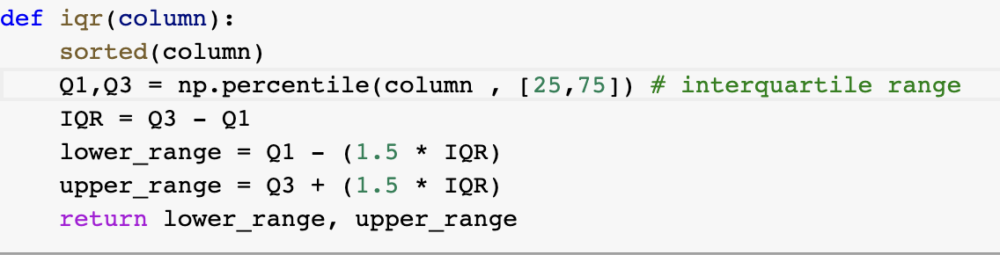 def iqr(column):
    sorted(column)
    Q1,Q3 = np.percentile(column , [25,75]) # interquartile range
    IQR = Q3 - Q1
    lower_range = Q1 - (1.5 * IQR)
    upper_range = Q3 + (1.5 * IQR)
    return lower_range, upper_range